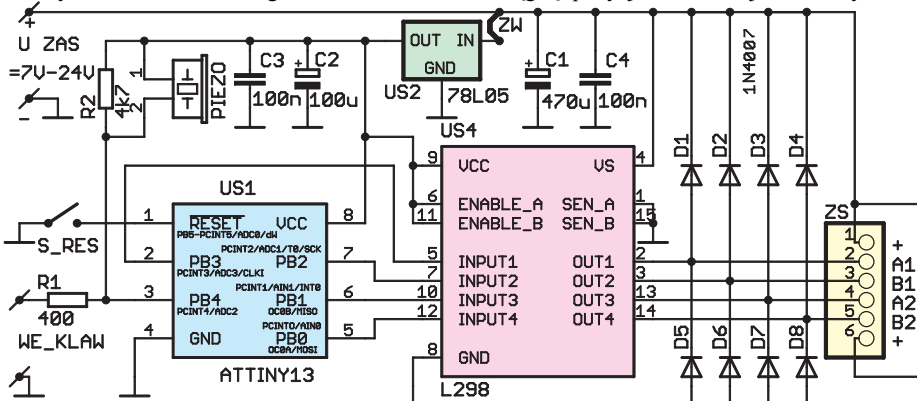 +
U ZAS
=7V-24V
-
R2
4k7
1
2
PIEZO
C3
100n
+
C2
100u
OUT IN
GND
US2
78L05
ZW
+
C1
470u
C4
100n
1N4007
D1
D2
D3
D4
US4
9 VCC VS 4
6 ENABLE_A SEN_A 1
11 ENABLE_B SEN_B 15
5 INPUT1 OUT1 2
7 INPUT2 OUT2 3
10 INPUT3 OUT3 13
12 INPUT4 OUT4 14
8 GND
L298
US1
1 RESET VCC 8
PB5-PCINT5/ADC0/dW
PCINT2/ADC1/T0/SCK
2 PB3 PB2 7
PCINT3/ADC3/CLKI
PCINT1/AIN1/INT0
3 PB4 PB1 6
PCINT4/ADC2
OC0B/MISO
PCINT0/AIN0
4 GND PB0 5
OC0A/MOSI
ATTINY13
S_RES
R1
400
WE_KLAW
D5
D6
D7
D8
ZS
1 +
2 A1
3 B1
4 A2
5 B2
6 +